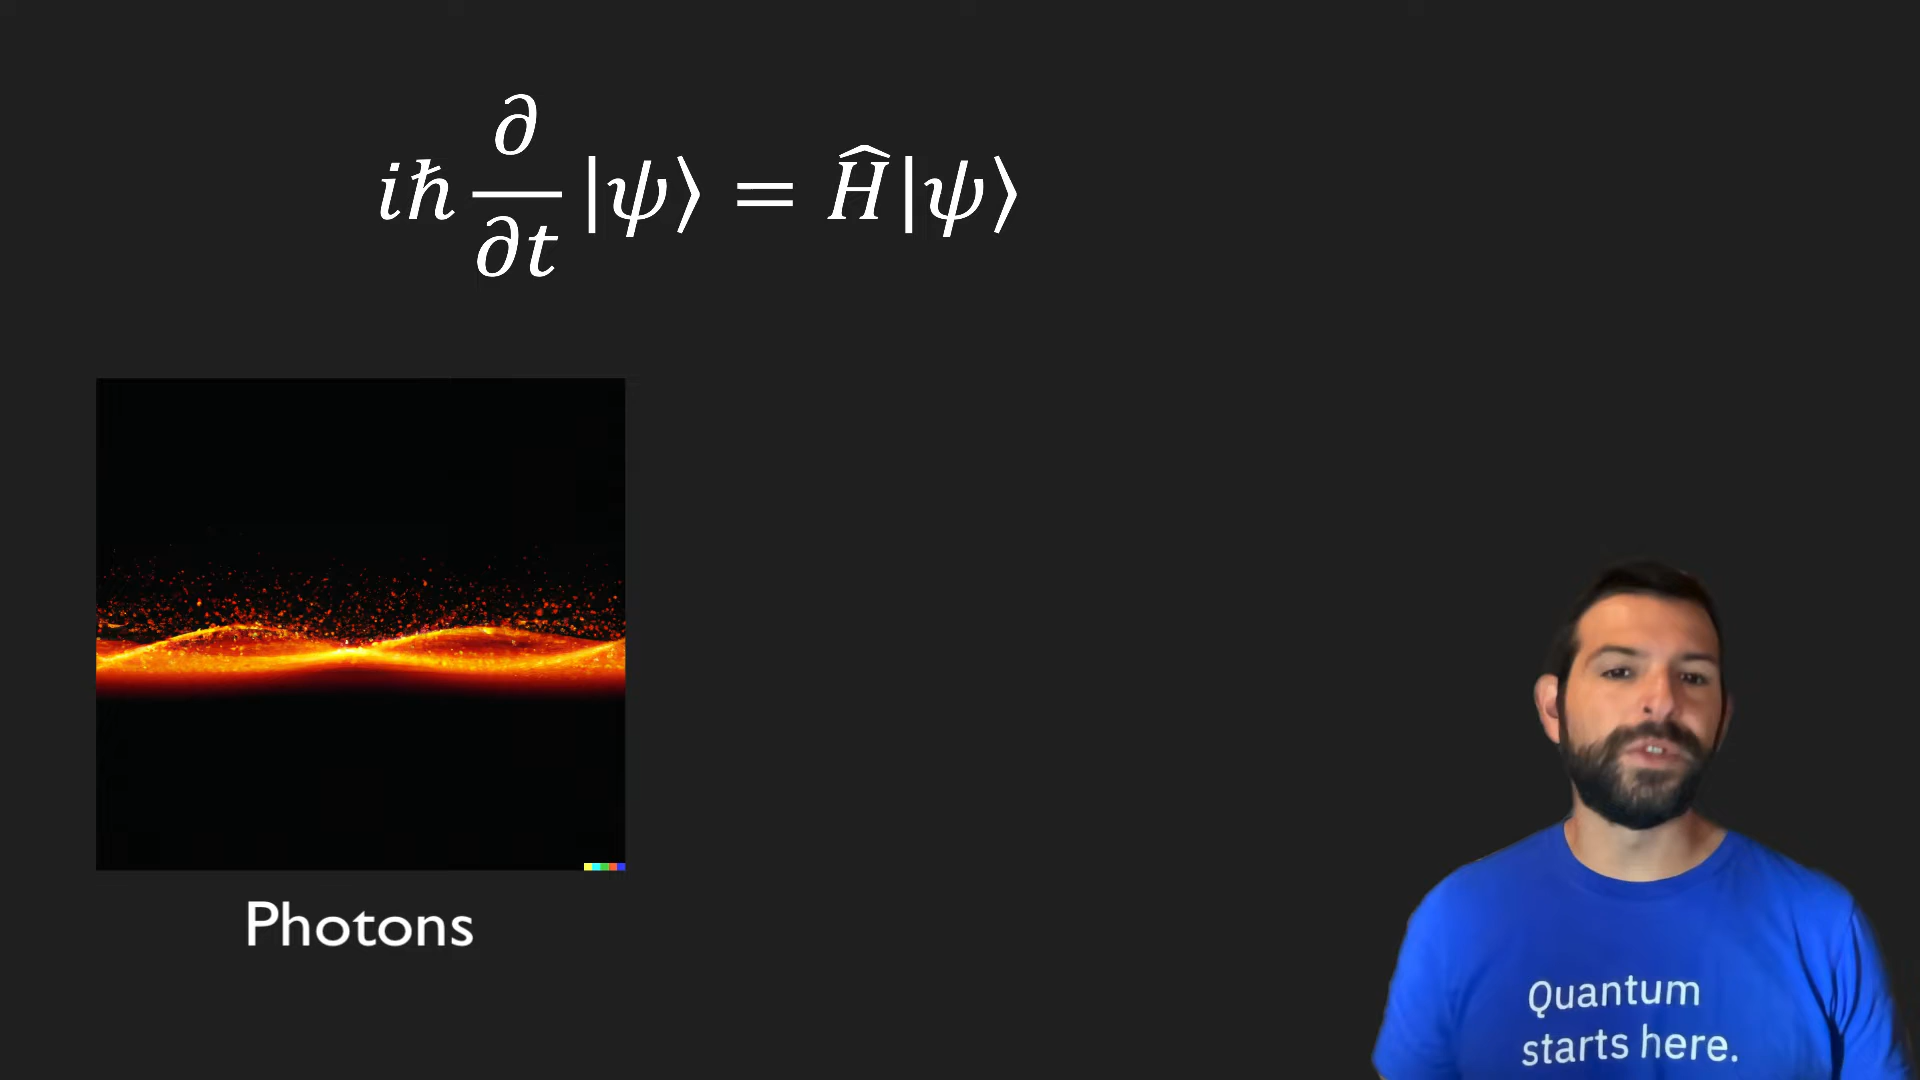 iħ ∂/∂t |ψ⟩ = Ĥ|ψ⟩
Photons
Quantum
starts here.